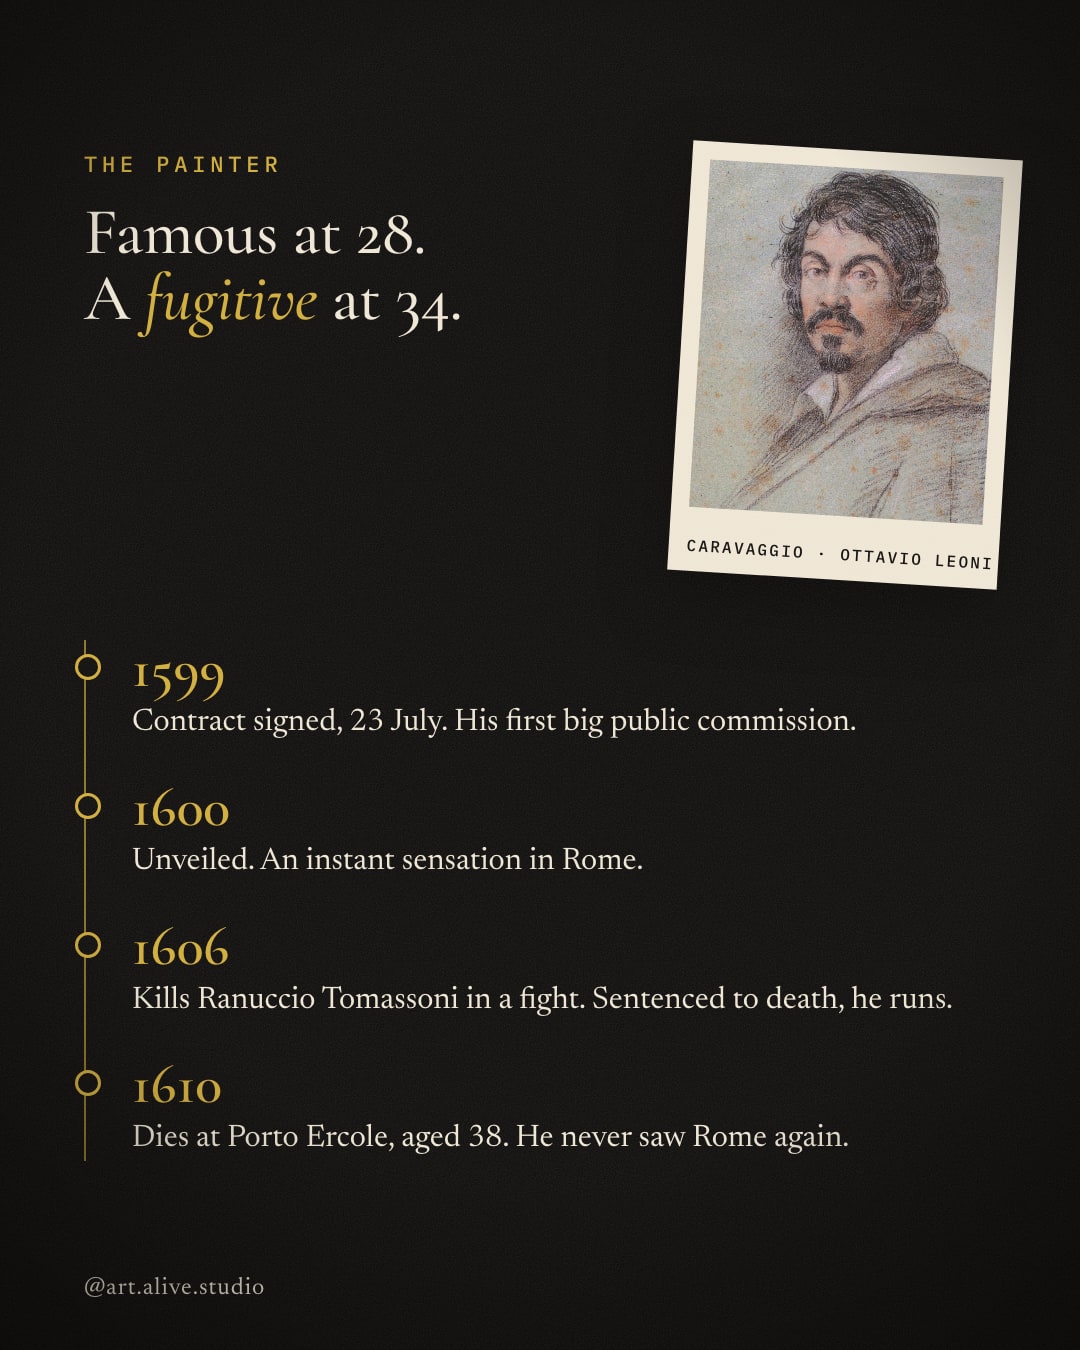 THE PAINTER
Famous at 28.
A fugitive at 34.
CARAVAGGIO · OTTAVIO LEONI
1599
Contract signed, 23 July. His first big public commission.
1600
Unveiled. An instant sensation in Rome.
1606
Kills Ranuccio Tomassoni in a fight. Sentenced to death, he runs.
1610
Dies at Porto Ercole, aged 38. He never saw Rome again.
@art.alive.studio